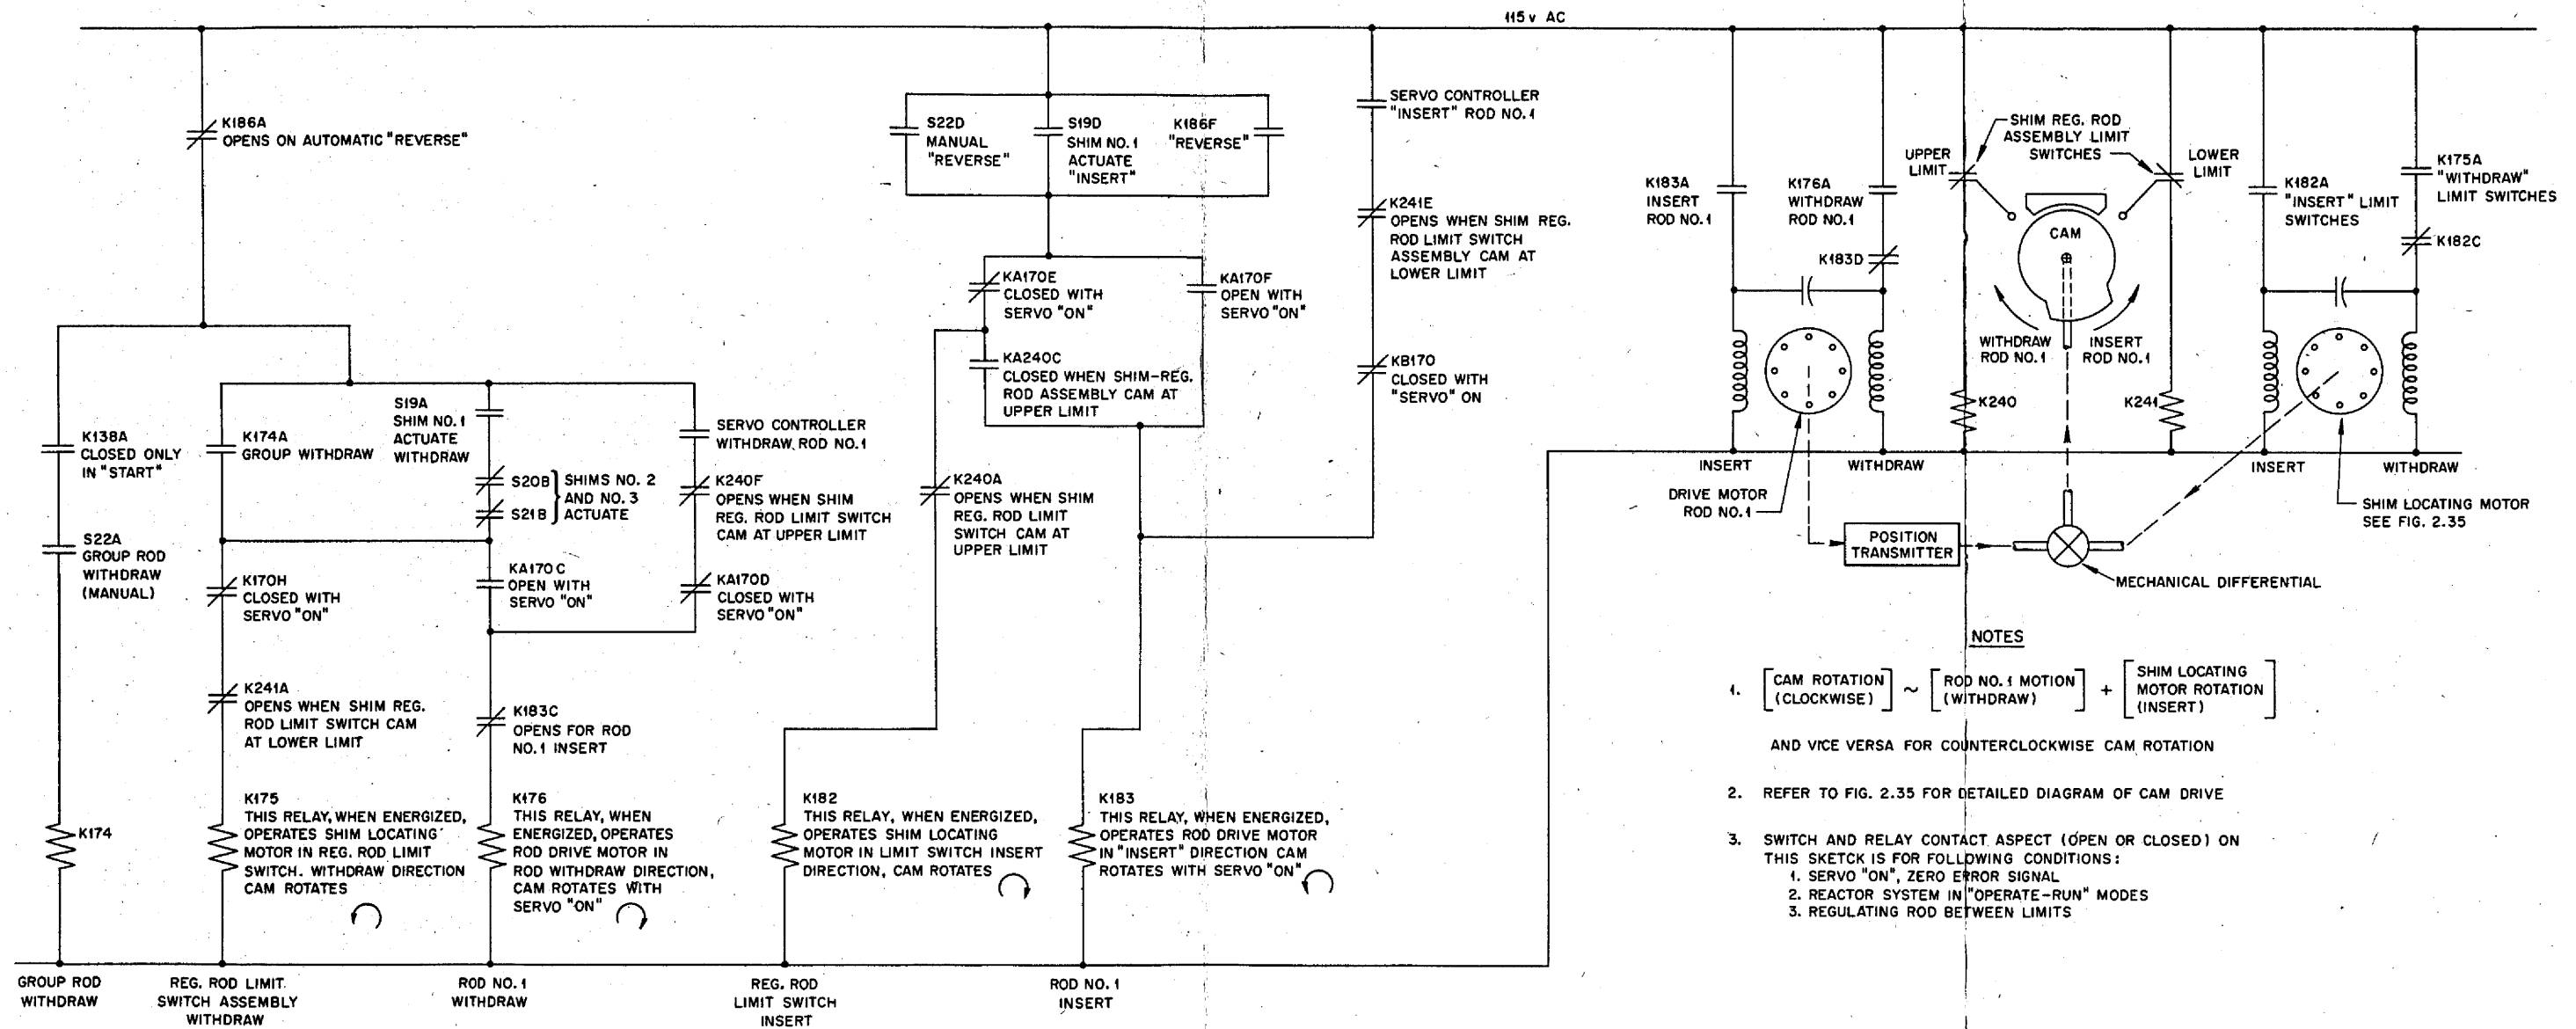 115 v AC
K186A
OPENS ON AUTOMATIC "REVERSE"
K138A
CLOSED ONLY
IN "START"
S22A
GROUP ROD
WITHDRAW
(MANUAL)
K174
K174A
GROUP WITHDRAW
K170H
CLOSED WITH
SERVO "ON"
K241A
OPENS WHEN SHIM REG.
ROD LIMIT SWITCH CAM
AT LOWER LIMIT
K175
THIS RELAY, WHEN ENERGIZED,
OPERATES SHIM LOCATING
MOTOR IN REG. ROD LIMIT
SWITCH. WITHDRAW DIRECTION
CAM ROTATES
S19A
SHIM NO. 1
ACTUATE
WITHDRAW
S20B
S21B
SHIMS NO. 2
AND NO. 3
ACTUATE
KA170C
OPEN WITH
SERVO "ON"
K183C
OPENS FOR ROD
NO. 1 INSERT
K176
THIS RELAY, WHEN
ENERGIZED, OPERATES
ROD DRIVE MOTOR IN
ROD WITHDRAW DIRECTION,
CAM ROTATES WITH
SERVO "ON"
SERVO CONTROLLER
WITHDRAW ROD NO. 1
K240F
OPENS WHEN SHIM
REG. ROD LIMIT SWITCH
CAM AT UPPER LIMIT
KA170D
CLOSED WITH
SERVO "ON"
S22D
MANUAL
"REVERSE"
S19D
SHIM NO. 1
ACTUATE
"INSERT"
K186F
"REVERSE"
KA170E
CLOSED WITH
SERVO "ON"
KA170F
OPEN WITH
SERVO "ON"
KA240C
CLOSED WHEN SHIM-REG.
ROD ASSEMBLY CAM AT
UPPER LIMIT
K240A
OPENS WHEN SHIM
REG. ROD LIMIT
SWITCH CAM AT
UPPER LIMIT
K182
THIS RELAY, WHEN ENERGIZED,
OPERATES SHIM LOCATING
MOTOR IN LIMIT SWITCH INSERT
DIRECTION, CAM ROTATES
K183
THIS RELAY, WHEN ENERGIZED,
OPERATES ROD DRIVE MOTOR
IN "INSERT" DIRECTION CAM
ROTATES WITH SERVO "ON"
SERVO CONTROLLER
"INSERT" ROD NO. 1
K241E
OPENS WHEN SHIM REG.
ROD LIMIT SWITCH
ASSEMBLY CAM AT
LOWER LIMIT
KB170
CLOSED WITH
"SERVO" ON
GROUP ROD
WITHDRAW
REG. ROD LIMIT
SWITCH ASSEMBLY
WITHDRAW
ROD NO. 1
WITHDRAW
REG. ROD
LIMIT SWITCH
INSERT
ROD NO. 1
INSERT
K183A
INSERT
ROD NO. 1
K176A
WITHDRAW
ROD NO. 1
K183D
UPPER
LIMIT
SHIM REG. ROD
ASSEMBLY LIMIT
SWITCHES
LOWER
LIMIT
CAM
WITHDRAW
ROD NO. 1
INSERT
ROD NO. 1
K240
K241
K182A
"INSERT" LIMIT
SWITCHES
K175A
"WITHDRAW"
LIMIT SWITCHES
K182C
INSERT
WITHDRAW
INSERT
WITHDRAW
DRIVE MOTOR
ROD NO. 1
POSITION
TRANSMITTER
SHIM LOCATING MOTOR
SEE FIG. 2.35
MECHANICAL DIFFERENTIAL
NOTES
1. [CAM ROTATION (CLOCKWISE)] ~ [ROD NO. 1 MOTION (WITHDRAW)] + [SHIM LOCATING MOTOR ROTATION (INSERT)]
AND VICE VERSA FOR COUNTERCLOCKWISE CAM ROTATION
2. REFER TO FIG. 2.35 FOR DETAILED DIAGRAM OF CAM DRIVE
3. SWITCH AND RELAY CONTACT ASPECT (OPEN OR CLOSED) ON
THIS SKETCK IS FOR FOLLOWING CONDITIONS:
1. SERVO "ON", ZERO ERROR SIGNAL
2. REACTOR SYSTEM IN "OPERATE-RUN" MODES
3. REGULATING ROD BETWEEN LIMITS